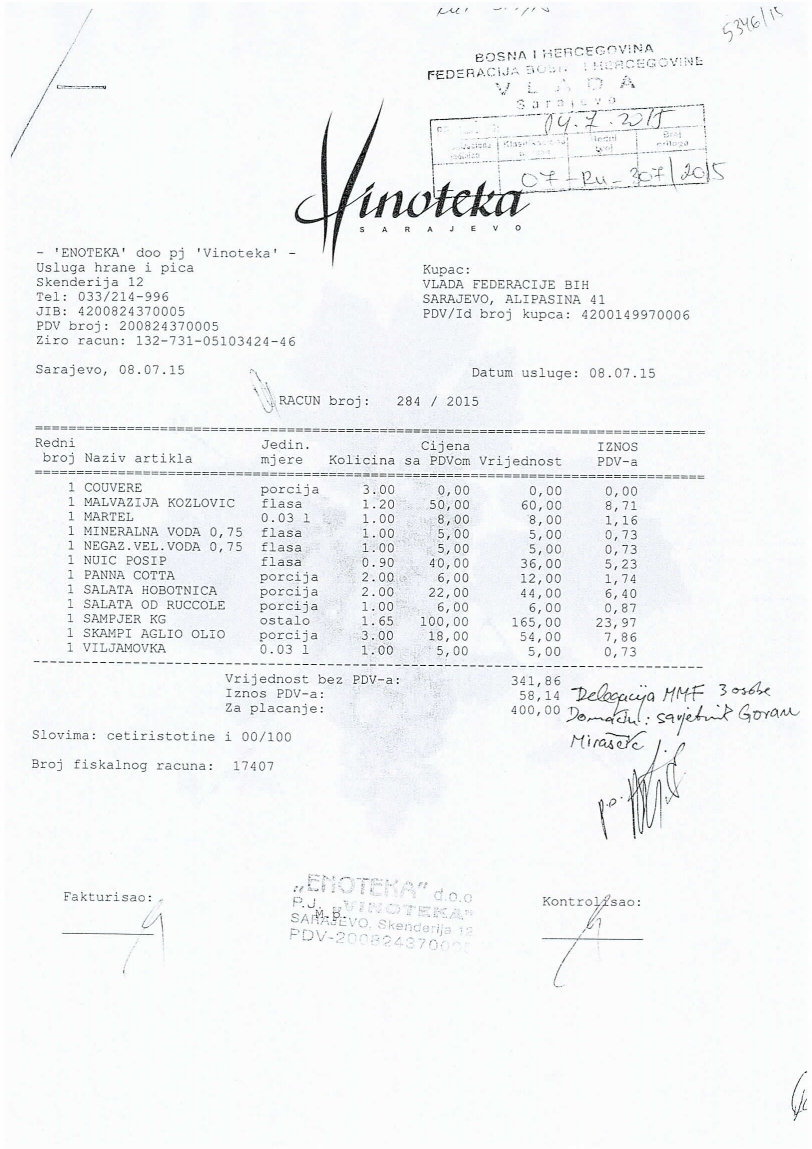 5346/15
BOSNA I HERCEGOVINA
FEDERACIJA BOSNE I HERCEGOVINE
V L A D A
Sarajevo
14.7.2015
07-Ru-307/2015
Vinoteka
SARAJEVO
- 'ENOTEKA' doo pj 'Vinoteka' -
Usluga hrane i pica
Skenderija 12
Tel: 033/214-996
JIB: 4200824370005
PDV broj: 200824370005
Ziro racun: 132-731-05103424-46
Kupac:
VLADA FEDERACIJE BIH
SARAJEVO, ALIPASINA 41
PDV/Id broj kupca: 4200149970006
Sarajevo, 08.07.15 Datum usluge: 08.07.15
RACUN broj: 284 / 2015
Redni Jedin. Cijena IZNOS
broj Naziv artikla mjere Kolicina sa PDVom Vrijednost PDV-a
1 COUVERE porcija 3.00 0,00 0,00 0,00
1 MALVAZIJA KOZLOVIC flasa 1.20 50,00 60,00 8,71
1 MARTEL 0.03 l 1.00 8,00 8,00 1,16
1 MINERALNA VODA 0,75 flasa 1.00 5,00 5,00 0,73
1 NEGAZ.VEL.VODA 0,75 flasa 1.00 5,00 5,00 0,73
1 NUIC POSIP flasa 0.90 40,00 36,00 5,23
1 PANNA COTTA porcija 2.00 6,00 12,00 1,74
1 SALATA HOBOTNICA porcija 2.00 22,00 44,00 6,40
1 SALATA OD RUCCOLE porcija 1.00 6,00 6,00 0,87
1 SAMPJER KG ostalo 1.65 100,00 165,00 23,97
1 SKAMPI AGLIO OLIO porcija 3.00 18,00 54,00 7,86
1 VILJAMOVKA 0.03 l 1.00 5,00 5,00 0,73
Vrijednost bez PDV-a: 341,86
Iznos PDV-a: 58,14
Za placanje: 400,00
Delegacija MMF 3 osobe
Domaćin: savjetnik Goran
Mirašćić
Slovima: cetiristotine i 00/100
Broj fiskalnog racuna: 17407
p.o.
Fakturisao:
„ENOTEKA" d.o.o
P.J. „VINOTEKA"
M.B.
SARAJEVO, Skenderija 12
PDV-200824370005
Kontrolisao: